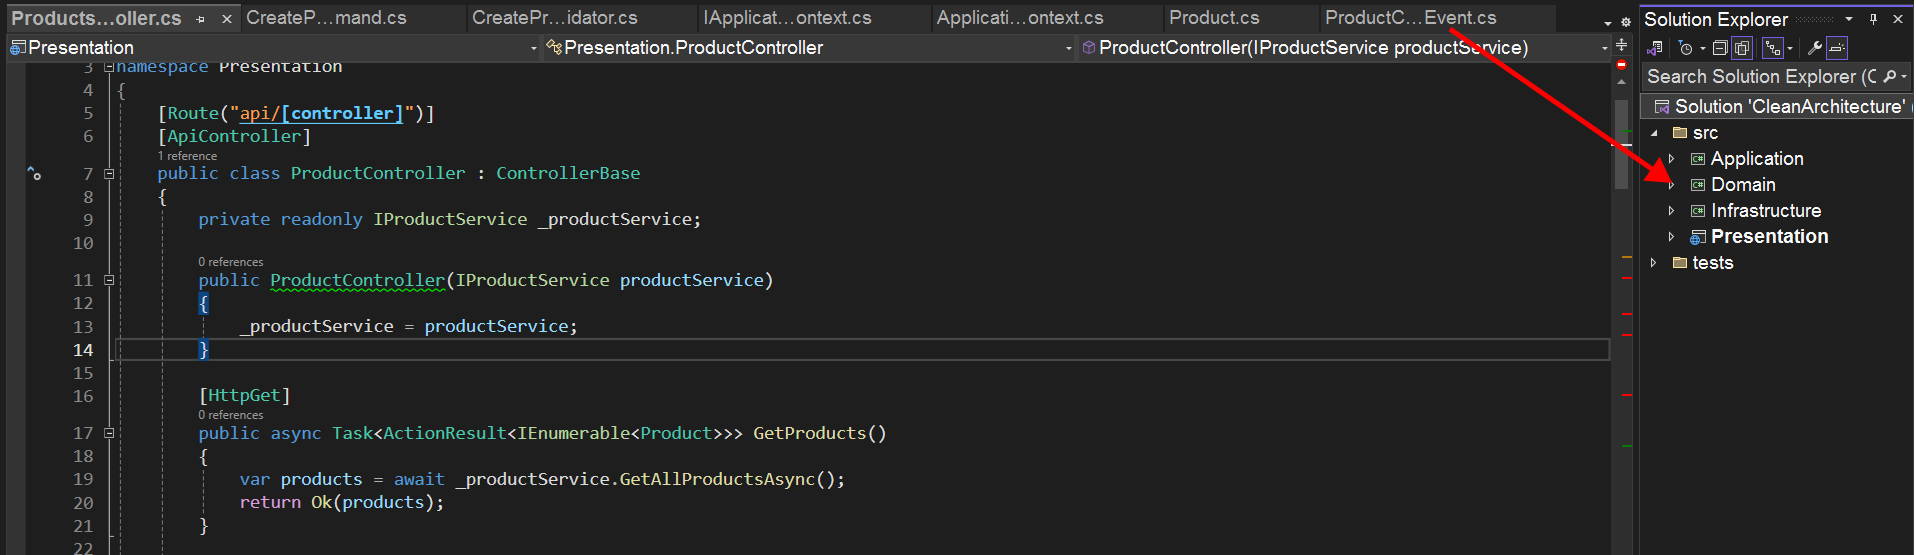 Products...oller.cs CreateP...mand.cs CreatePr...idator.cs IApplicat...ontext.cs Applicati...ontext.cs Product.cs ProductC...Event.cs
Presentation Presentation.ProductController ProductController(IProductService productService)
3 namespace Presentation
4 {
5 [Route("api/[controller]")]
6 [ApiController]
1 reference
7 public class ProductController : ControllerBase
8 {
9 private readonly IProductService _productService;
10
0 references
11 public ProductController(IProductService productService)
12 {
13 _productService = productService;
14 }
15
16 [HttpGet]
0 references
17 public async Task<ActionResult<IEnumerable<Product>>> GetProducts()
18 {
19 var products = await _productService.GetAllProductsAsync();
20 return Ok(products);
21 }
22
Solution Explorer
Search Solution Explorer (C
Solution 'CleanArchitecture' (
src
C# Application
C# Domain
C# Infrastructure
Presentation
tests